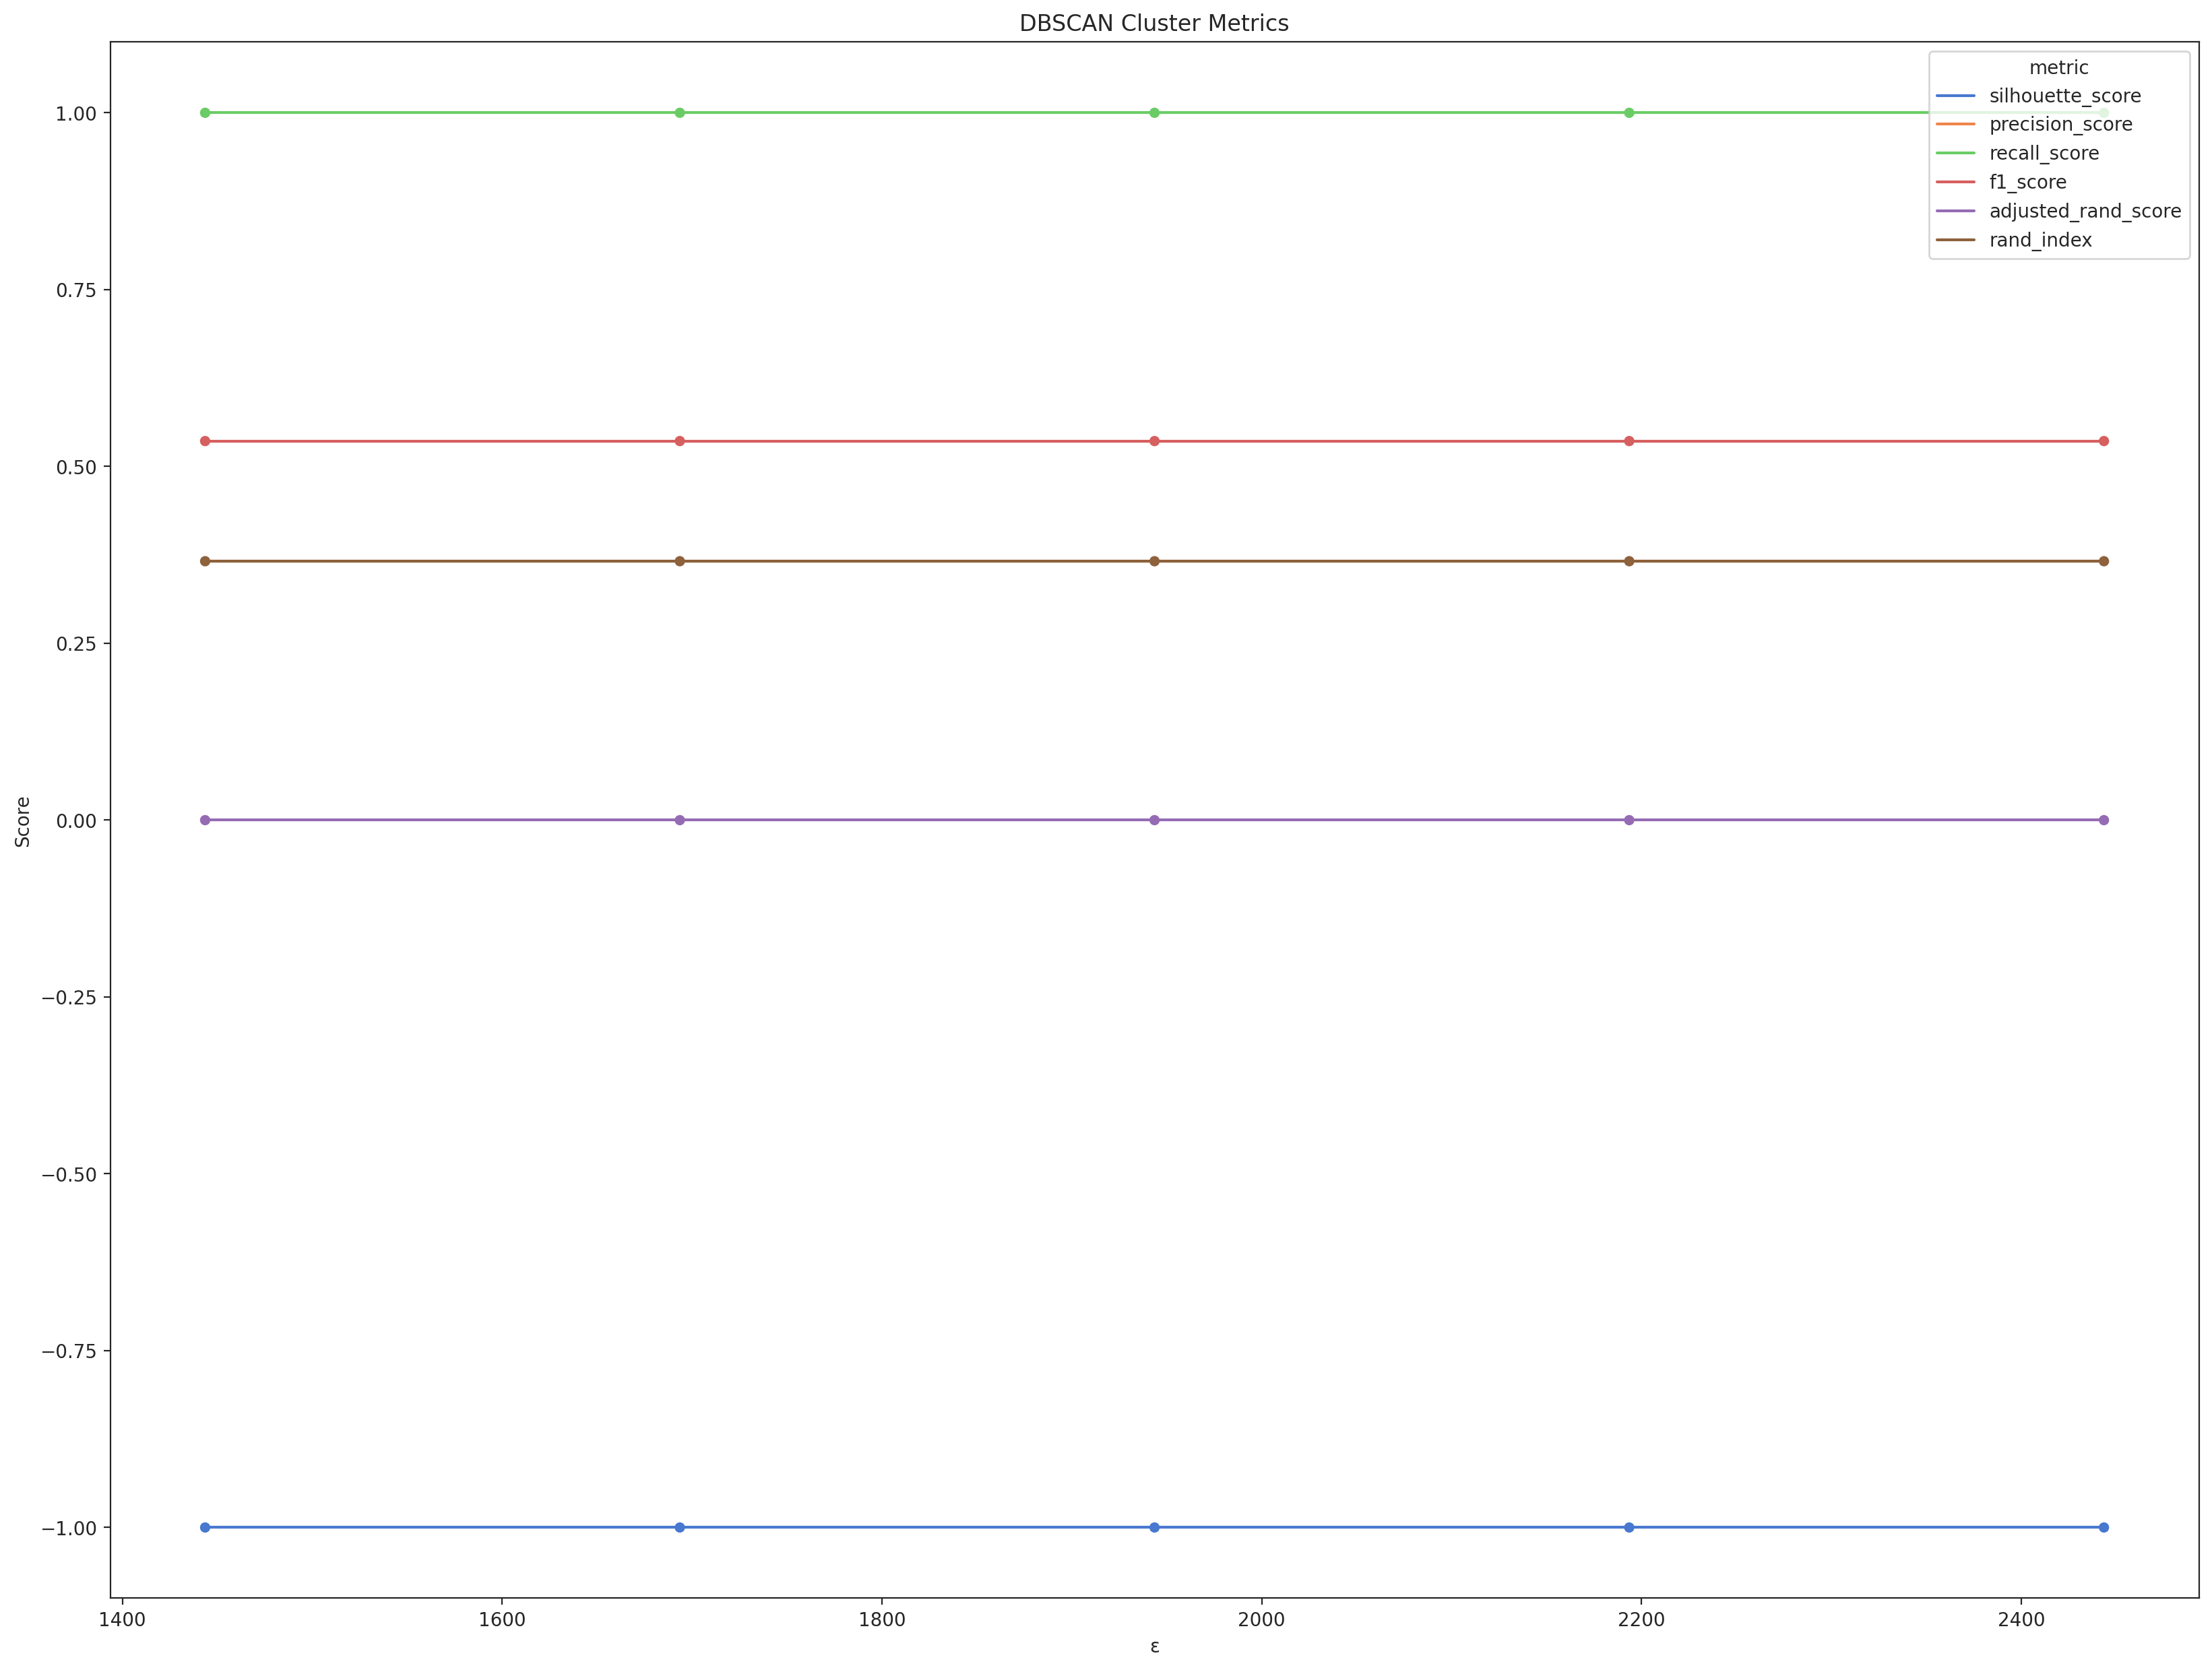 DBSCAN Cluster Metrics
metric
silhouette_score
precision_score
recall_score
f1_score
adjusted_rand_score
rand_index
1.00
0.75
0.50
0.25
0.00
−0.25
−0.50
−0.75
−1.00
Score
1400 1600 1800 2000 2200 2400
ε